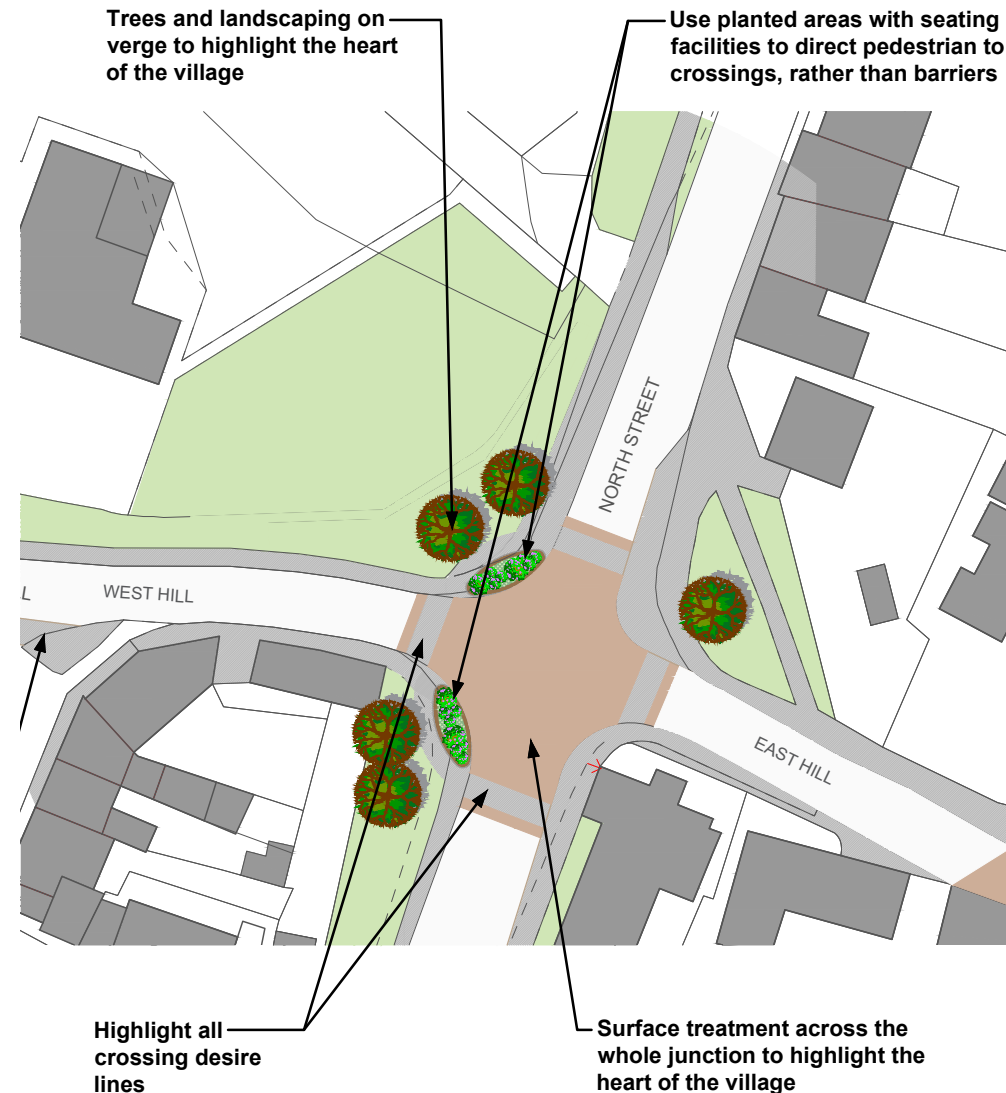 Trees and landscaping on
verge to highlight the heart
of the village
Use planted areas with seating
facilities to direct pedestrian to
crossings, rather than barriers
NORTH STREET
WEST HILL
L
EAST HILL
Highlight all
crossing desire
lines
Surface treatment across the
whole junction to highlight the
heart of the village